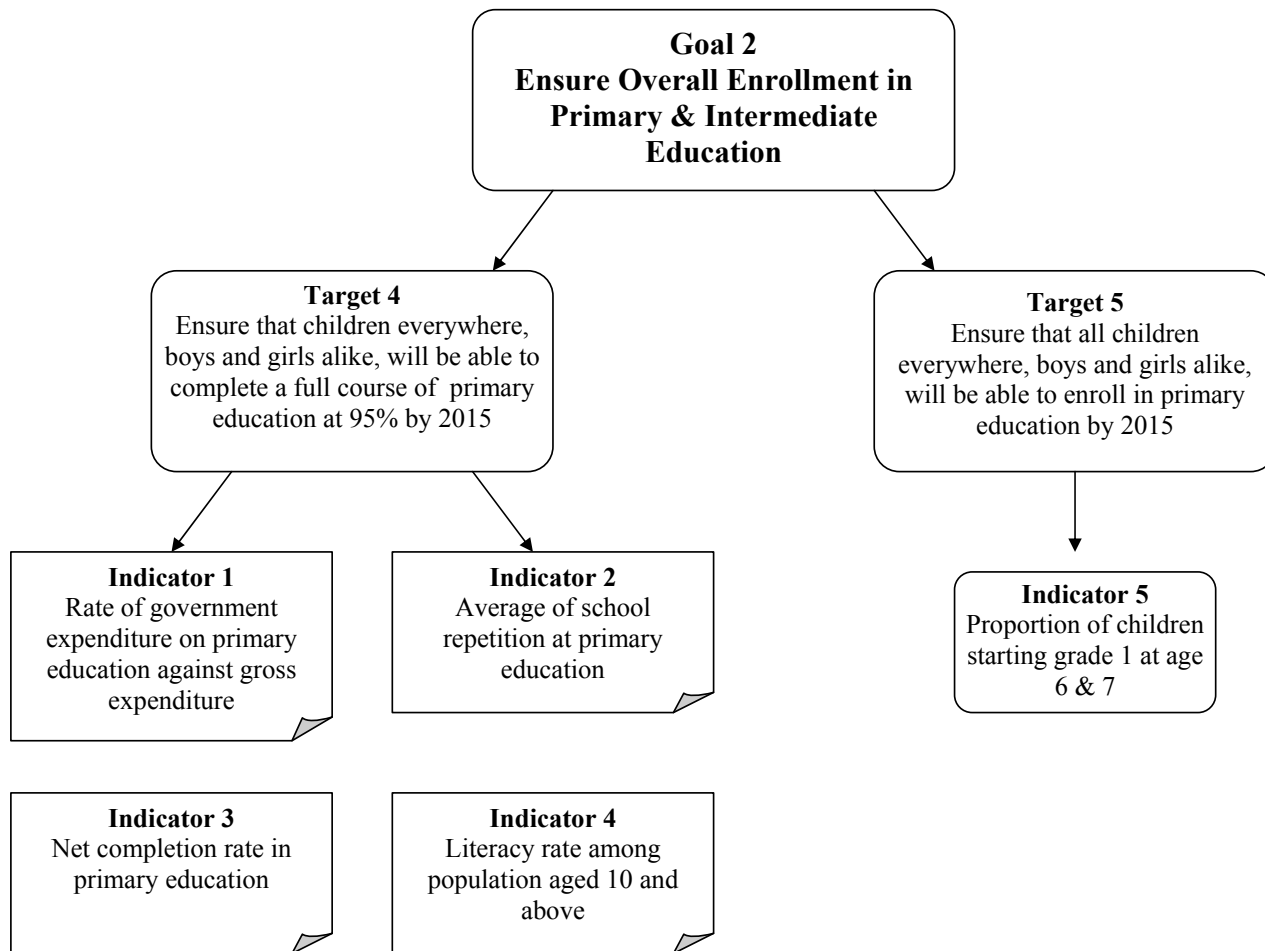 Goal 2
Ensure Overall Enrollment in
Primary & Intermediate
Education
Target 4
Ensure that children everywhere,
boys and girls alike, will be able to
complete a full course of primary
education at 95% by 2015
Target 5
Ensure that all children
everywhere, boys and girls alike,
will be able to enroll in primary
education by 2015
Indicator 1
Rate of government
expenditure on primary
education against gross
expenditure
Indicator 2
Average of school
repetition at primary
education
Indicator 5
Proportion of children
starting grade 1 at age
6 & 7
Indicator 3
Net completion rate in
primary education
Indicator 4
Literacy rate among
population aged 10 and
above